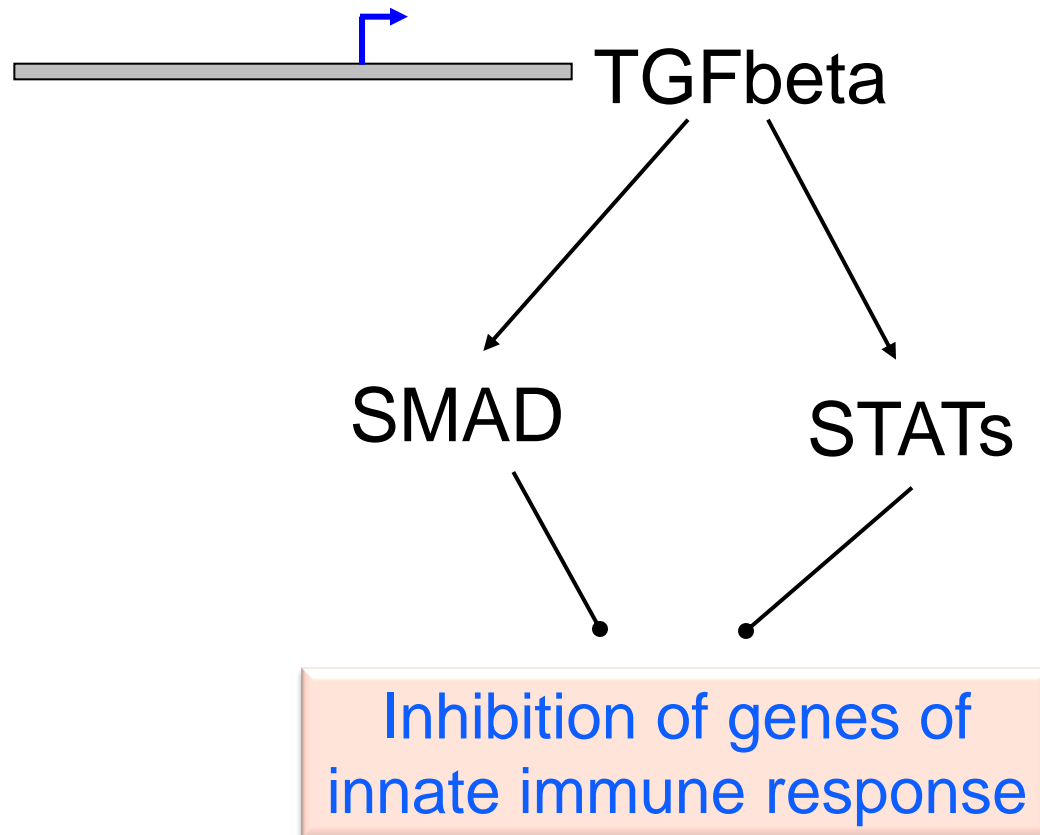 TGFbeta
SMAD
STATs
Inhibition of genes of
innate immune response